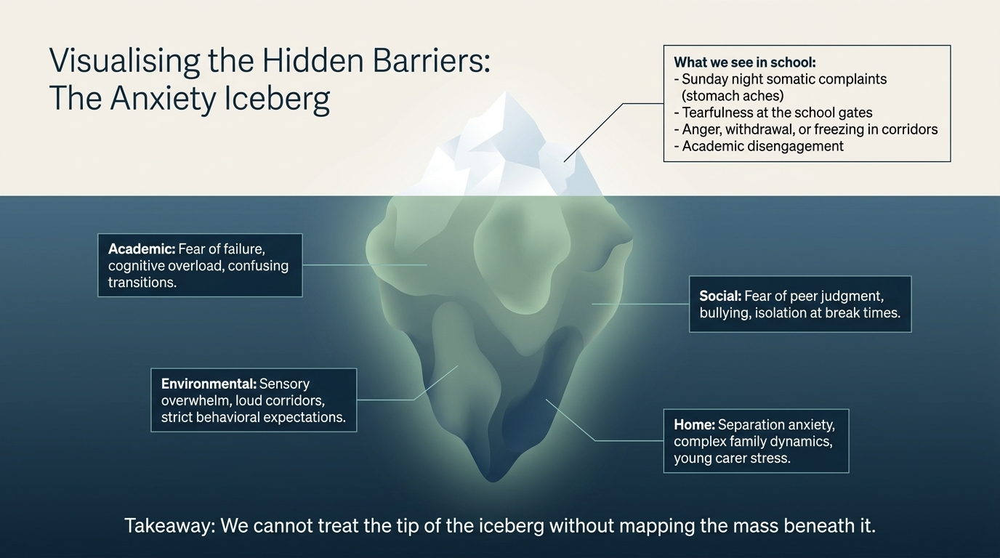 Visualising the Hidden Barriers:
The Anxiety Iceberg
What we see in school:
- Sunday night somatic complaints
(stomach aches)
- Tearfulness at the school gates
- Anger, withdrawal, or freezing in corridors
- Academic disengagement
Academic: Fear of failure,
cognitive overload, confusing
transitions.
Social: Fear of peer judgment,
bullying, isolation at break times.
Environmental: Sensory
overwhelm, loud corridors,
strict behavioral expectations.
Home: Separation anxiety,
complex family dynamics,
young carer stress.
Takeaway: We cannot treat the tip of the iceberg without mapping the mass beneath it.